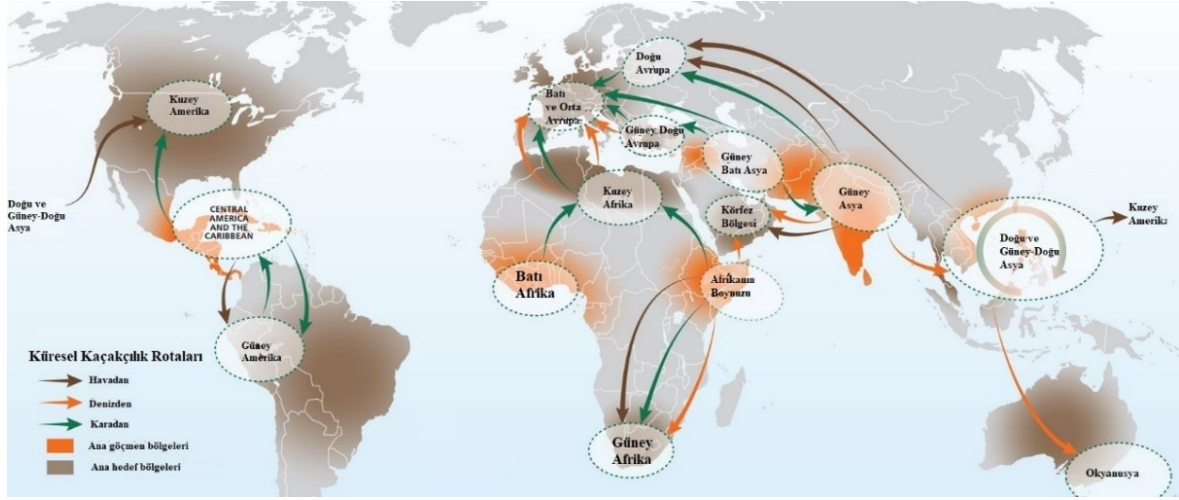 Kuzey
Amerika
Doğu ve
Güney-Doğu
Asya
CENTRAL
AMERICA
AND THE
CARIBBEAN
Güney
Amerika
Doğu
Avrupa
Batı
ve Orta
Avrupa
Güney Doğu
Avrupa
Güney
Batı Asya
Güney
Asya
Kuzey
Afrika
Körfez
Bölgesi
Batı
Afrika
Afrikanın
Boynuzu
Güney
Afrika
Doğu ve
Güney-Doğu
Asya
Kuzey
Amerika
Okyanusya
Küresel Kaçakçılık Rotaları
Havadan
Denizden
Karadan
Ana göçmen bölgeleri
Ana hedef bölgeleri